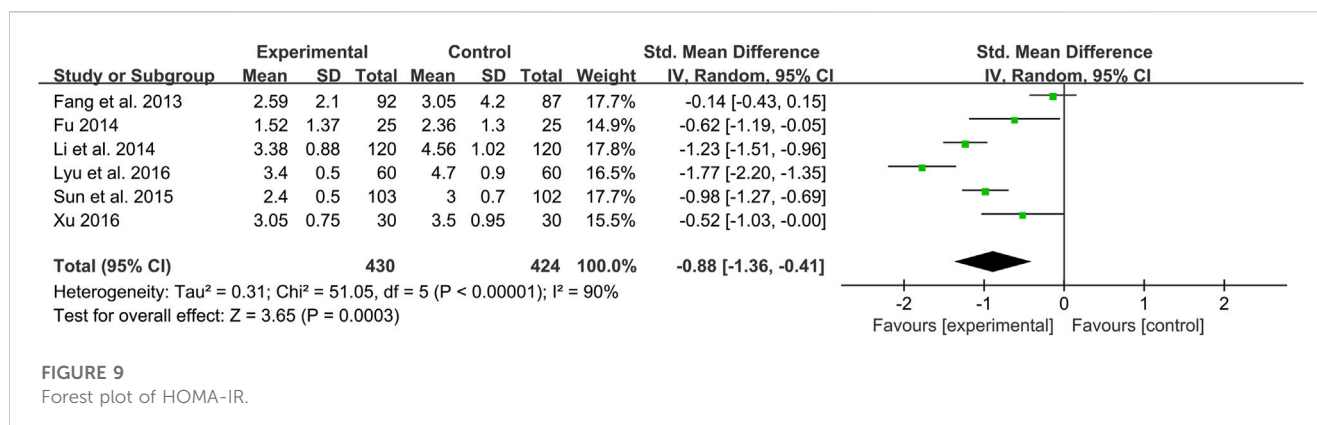 Experimental Control Std. Mean Difference Std. Mean Difference
Study or Subgroup Mean SD Total Mean SD Total Weight IV, Random, 95% CI IV, Random, 95% CI
Fang et al. 2013 2.59 2.1 92 3.05 4.2 87 17.7% -0.14 [-0.43, 0.15]
Fu 2014 1.52 1.37 25 2.36 1.3 25 14.9% -0.62 [-1.19, -0.05]
Li et al. 2014 3.38 0.88 120 4.56 1.02 120 17.8% -1.23 [-1.51, -0.96]
Lyu et al. 2016 3.4 0.5 60 4.7 0.9 60 16.5% -1.77 [-2.20, -1.35]
Sun et al. 2015 2.4 0.5 103 3 0.7 102 17.7% -0.98 [-1.27, -0.69]
Xu 2016 3.05 0.75 30 3.5 0.95 30 15.5% -0.52 [-1.03, -0.00]
Total (95% CI) 430 424 100.0% -0.88 [-1.36, -0.41]
Heterogeneity: Tau² = 0.31; Chi² = 51.05, df = 5 (P < 0.00001); I² = 90%
Test for overall effect: Z = 3.65 (P = 0.0003)
-2 -1 0 1 2
Favours [experimental] Favours [control]
FIGURE 9
Forest plot of HOMA-IR.